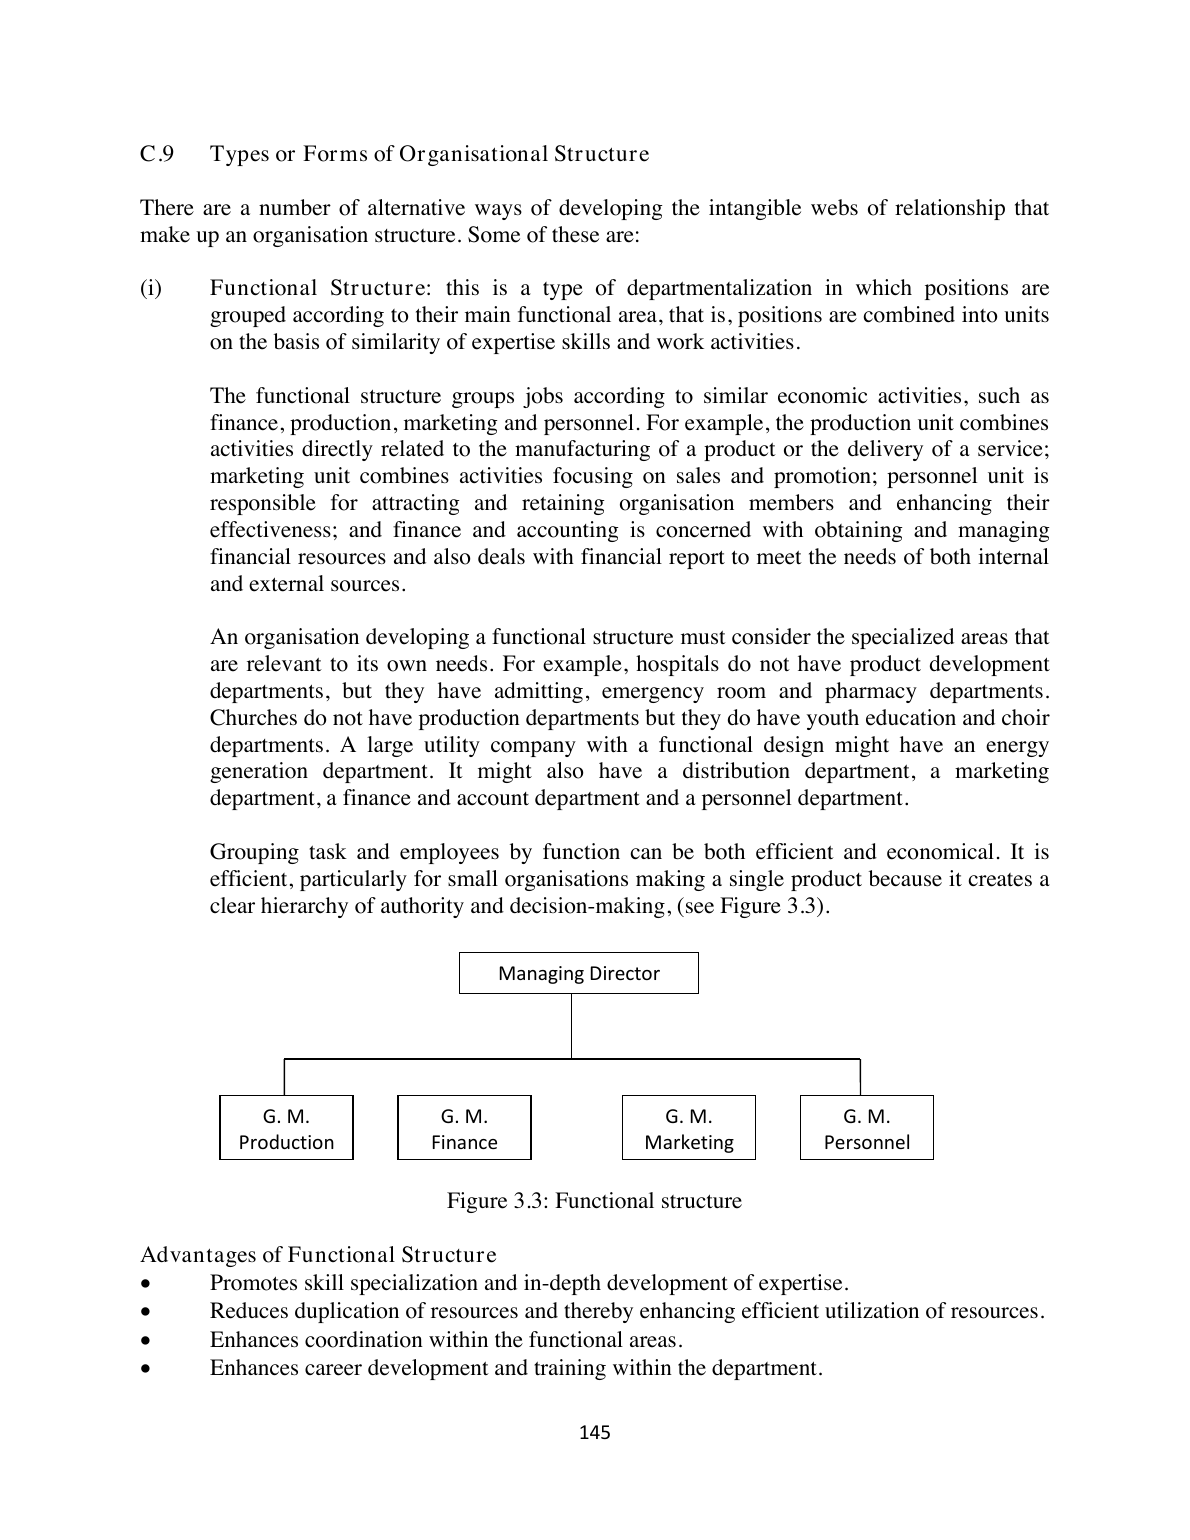 C.9 Types or Forms of Organisational Structure
There are a number of alternative ways of developing the intangible webs of relationship that
make up an organisation structure. Some of these are:
(i) Functional Structure: this is a type of departmentalization in which positions are
grouped according to their main functional area, that is, positions are combined into units
on the basis of similarity of expertise skills and work activities.
The functional structure groups jobs according to similar economic activities, such as
finance, production, marketing and personnel. For example, the production unit combines
activities directly related to the manufacturing of a product or the delivery of a service;
marketing unit combines activities focusing on sales and promotion; personnel unit is
responsible for attracting and retaining organisation members and enhancing their
effectiveness; and finance and accounting is concerned with obtaining and managing
financial resources and also deals with financial report to meet the needs of both internal
and external sources.
An organisation developing a functional structure must consider the specialized areas that
are relevant to its own needs. For example, hospitals do not have product development
departments, but they have admitting, emergency room and pharmacy departments.
Churches do not have production departments but they do have youth education and choir
departments. A large utility company with a functional design might have an energy
generation department. It might also have a distribution department, a marketing
department, a finance and account department and a personnel department.
Grouping task and employees by function can be both efficient and economical. It is
efficient, particularly for small organisations making a single product because it creates a
clear hierarchy of authority and decision-making, (see Figure 3.3).
Managing Director
G. M.
Production
G. M.
Finance
G. M.
Marketing
G. M.
Personnel
Figure 3.3: Functional structure
Advantages of Functional Structure
• Promotes skill specialization and in-depth development of expertise.
• Reduces duplication of resources and thereby enhancing efficient utilization of resources.
• Enhances coordination within the functional areas.
• Enhances career development and training within the department.
145